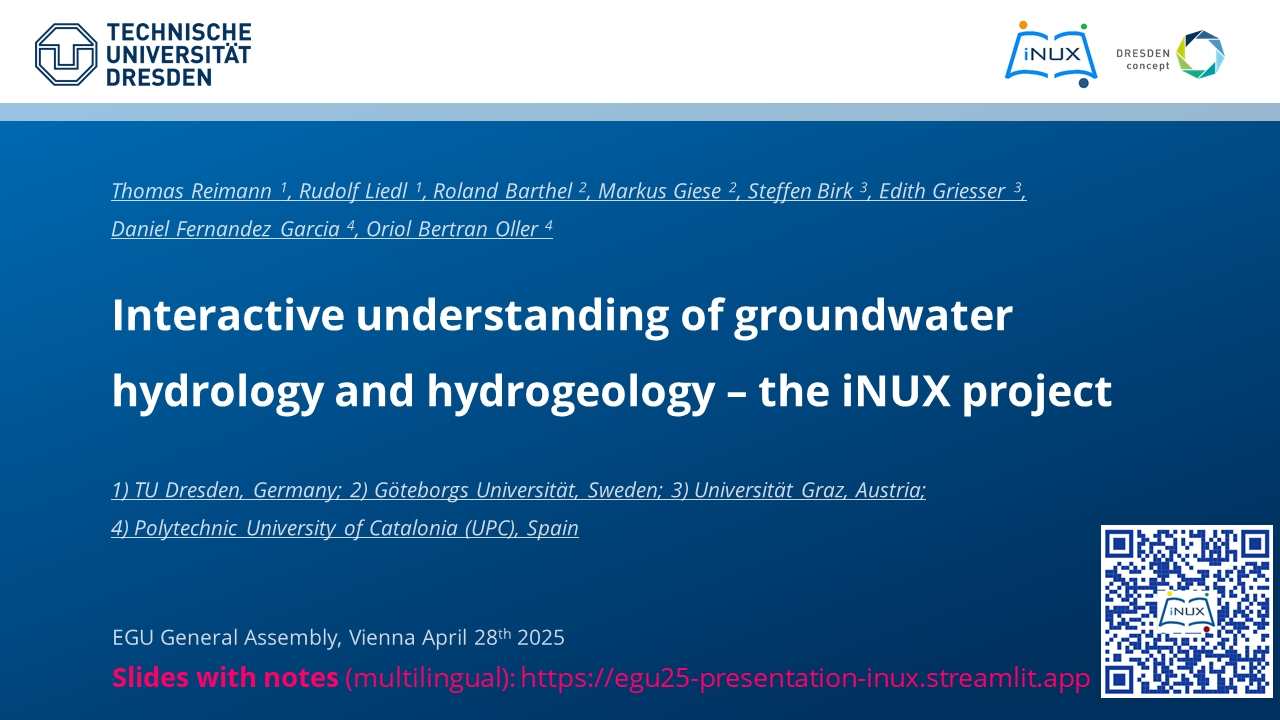 TECHNISCHE
UNIVERSITÄT
DRESDEN
iNUX
DRESDEN
concept
Thomas Reimann ¹, Rudolf Liedl ¹, Roland Barthel ², Markus Giese ², Steffen Birk ³, Edith Griesser ³,
Daniel Fernandez Garcia ⁴, Oriol Bertran Oller ⁴
Interactive understanding of groundwater
hydrology and hydrogeology – the iNUX project
1) TU Dresden, Germany; 2) Göteborgs Universität, Sweden; 3) Universität Graz, Austria;
4) Polytechnic University of Catalonia (UPC), Spain
iNUX
EGU General Assembly, Vienna April 28th 2025
Slides with notes (multilingual): https://egu25-presentation-inux.streamlit.app